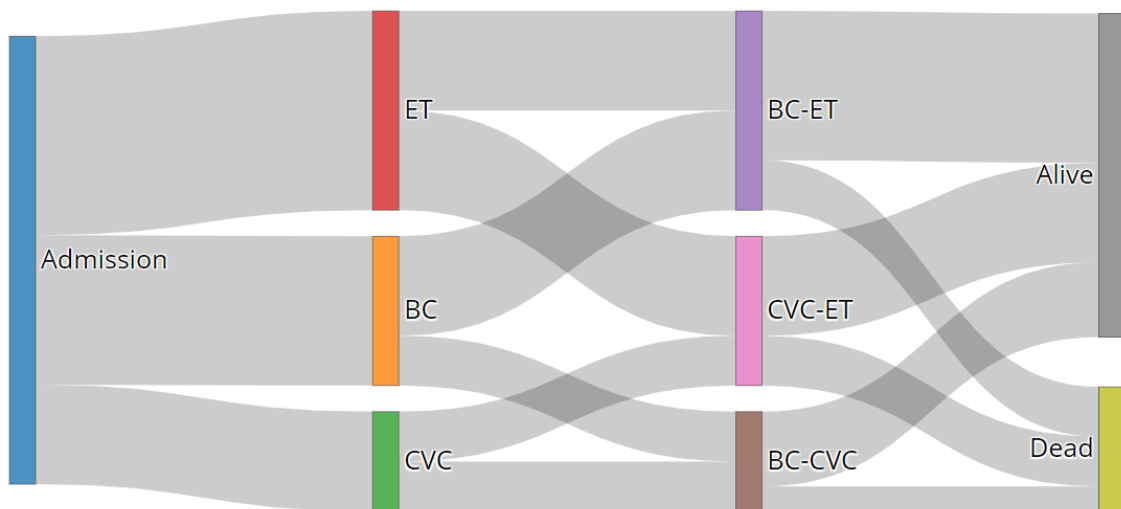 Admission
ET
BC
CVC
BC-ET
CVC-ET
BC-CVC
Alive
Dead